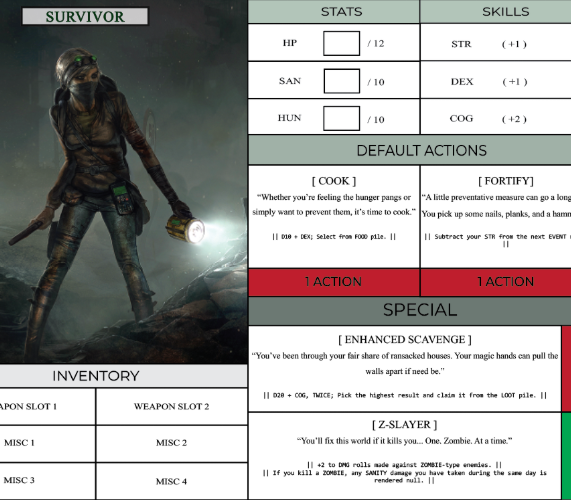 SURVIVOR
STATS
SKILLS
HP / 12
STR ( +1 )
SAN / 10
DEX ( +1 )
HUN / 10
COG ( +2 )
DEFAULT ACTIONS
[ COOK ]
“Whether you’re feeling the hunger pangs or
simply want to prevent them, it’s time to cook.”
|| D10 + DEX; Select from FOOD pile. ||
1 ACTION
[ FORTIFY]
“A little preventative measure can go a long
You pick up some nails, planks, and a
|| Subtract your STR from the next EVENT
||
1 ACTION
SPECIAL
[ ENHANCED SCAVENGE ]
“You’ve been through your fair share of ransacked houses. Your magic hands can pull the
walls apart if need be.”
|| D20 + COG, TWICE; Pick the highest result and claim it from the LOOT pile. ||
[ Z-SLAYER ]
“You’ll fix this world if it kills you... One. Zombie. At a time.”
|| +2 to DMG rolls made against ZOMBIE-type enemies. ||
|| If you kill a ZOMBIE, any SANITY damage you have taken during the same day is
rendered null. ||
INVENTORY
SLOT 1
WEAPON SLOT 2
MISC 1
MISC 2
MISC 3
MISC 4